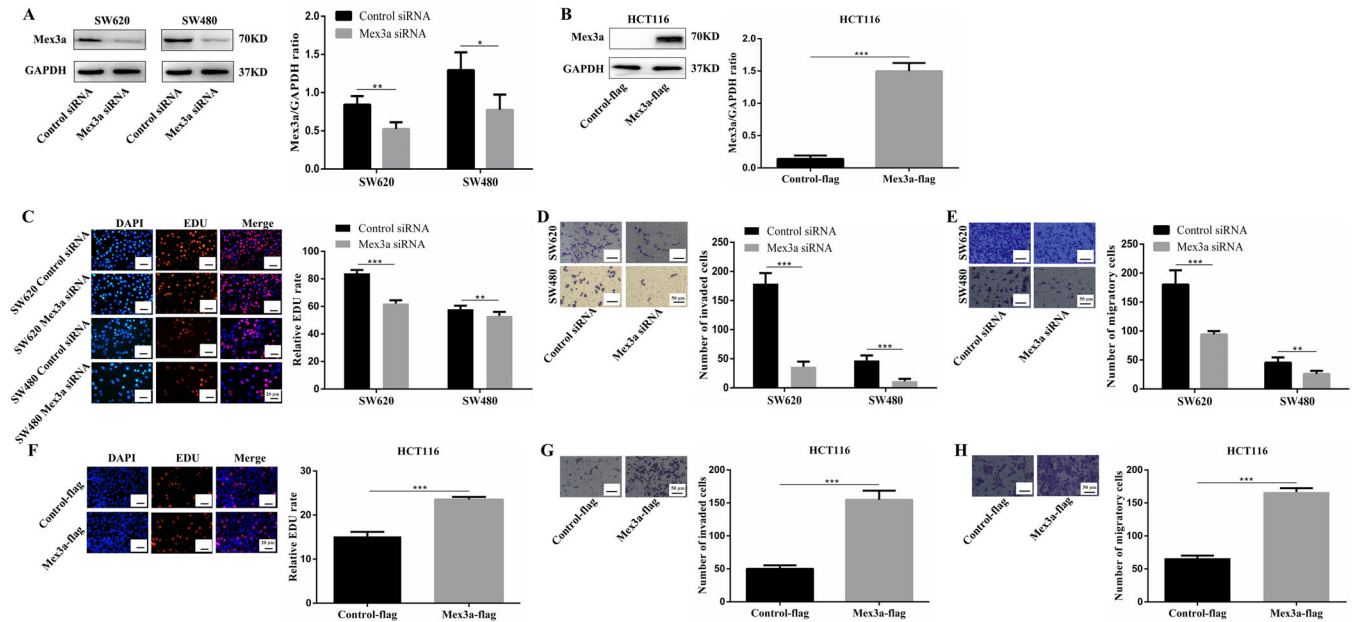 A
SW620 SW480
Mex3a 70KD
GAPDH 37KD
Control siRNA
Mex3a siRNA
Control siRNA
Mex3a siRNA
Mex3a/GAPDH ratio
2.0
1.5
1.0
0.5
0.0
Control siRNA
Mex3a siRNA
**
*
SW620 SW480
B
HCT116
Mex3a 70KD
GAPDH 37KD
Control-flag
Mex3a-flag
HCT116
Mex3a/GAPDH ratio
2.0
1.5
1.0
0.5
0.0
***
Control-flag Mex3a-flag
C
DAPI EDU Merge
SW620 Control siRNA
SW620 Mex3a siRNA
SW480 Control siRNA
SW480 Mex3a siRNA
20 μm
Relative EDU rate
100
80
60
40
20
0
Control siRNA
Mex3a siRNA
***
**
SW620 SW480
D
SW620
SW480
50 μm
Control siRNA
Mex3a siRNA
Number of invaded cells
250
200
150
100
50
0
Control siRNA
Mex3a siRNA
***
***
SW620 SW480
E
SW620
SW480
50 μm
Control siRNA
Mex3a siRNA
Number of migratory cells
250
200
150
100
50
0
Control siRNA
Mex3a siRNA
***
**
SW620 SW480
F
DAPI EDU Merge
Control-flag
Mex3a-flag
20 μm
HCT116
Relative EDU rate
30
20
10
0
***
Control-flag Mex3a-flag
G
50 μm
Control-flag
Mex3a-flag
HCT116
Number of invaded cells
200
150
100
50
0
***
Control-flag Mex3a-flag
H
50 μm
Control-flag
Mex3a-flag
HCT116
Number of migratory cells
200
150
100
50
0
***
Control-flag Mex3a-flag